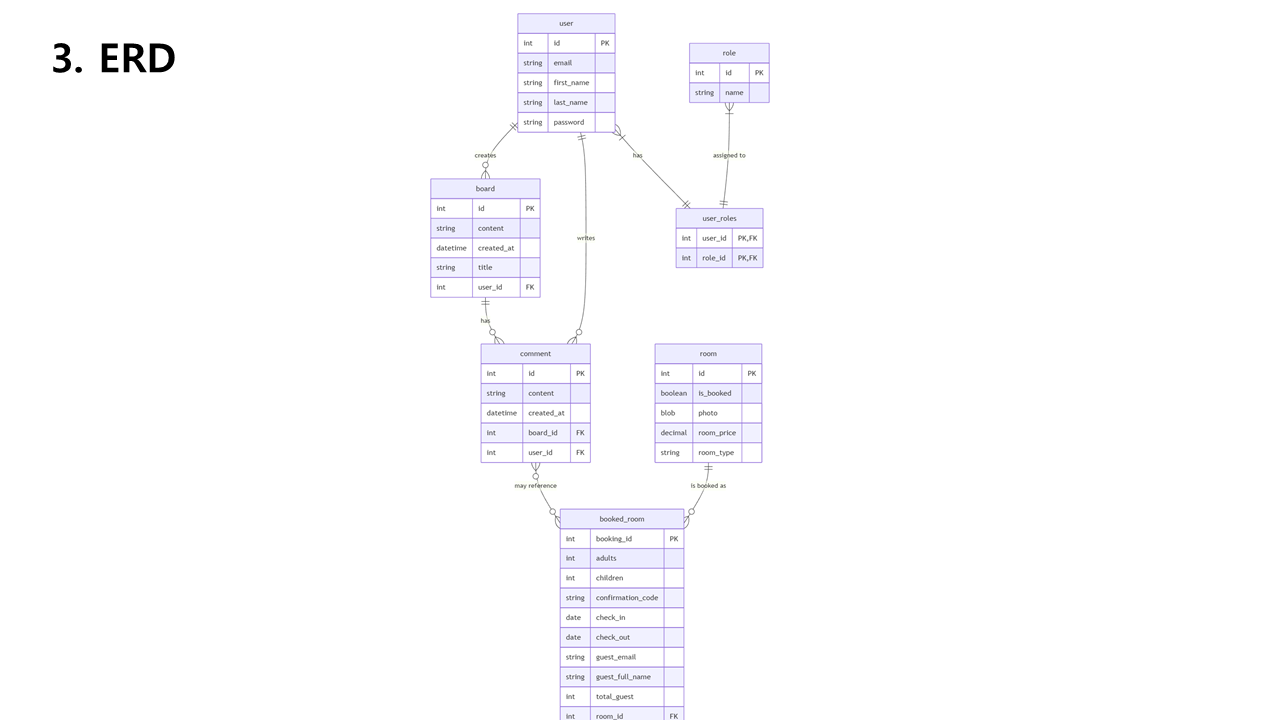 3. ERD
user
int id PK
string email
string first_name
string last_name
string password
role
int id PK
string name
creates
has
assigned to
board
int id PK
string content
datetime created_at
string title
int user_id FK
user_roles
int user_id PK,FK
int role_id PK,FK
writes
has
comment
int id PK
string content
datetime created_at
int board_id FK
int user_id FK
room
int id PK
boolean is_booked
blob photo
decimal room_price
string room_type
may reference
is booked as
booked_room
int booking_id PK
int adults
int children
string confirmation_code
date check_in
date check_out
string guest_email
string guest_full_name
int total_guest
int room_id FK